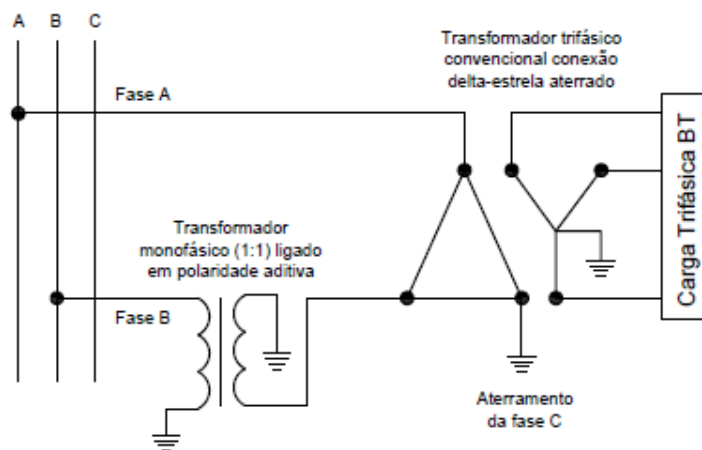 A B C
Transformador trifásico
convencional conexão
delta-estrela aterrado
Fase A
Carga Trifásica BT
Transformador
monofásico (1:1) ligado
em polaridade aditiva
Fase B
Aterramento
da fase C